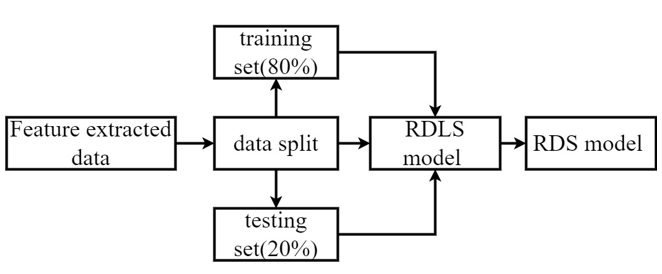 training
set(80%)
Feature extracted
data
data split
RDLS
model
RDS model
testing
set(20%)